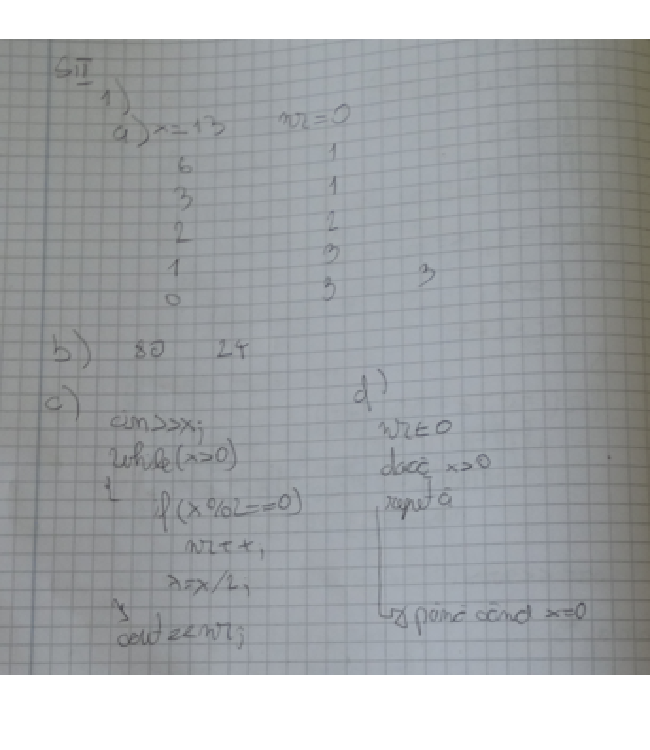 SII
1)
a) x=13 nr=0
6 1
3 1
2 2
1 3
0 3 3
b) 80 24
c)
cin>>x;
while(x>0)
{
if(x%2==0)
nr++;
x=x/2;
}
cout<<nr;
d)
nr←0
dacă x>0
repetă
până când x=0